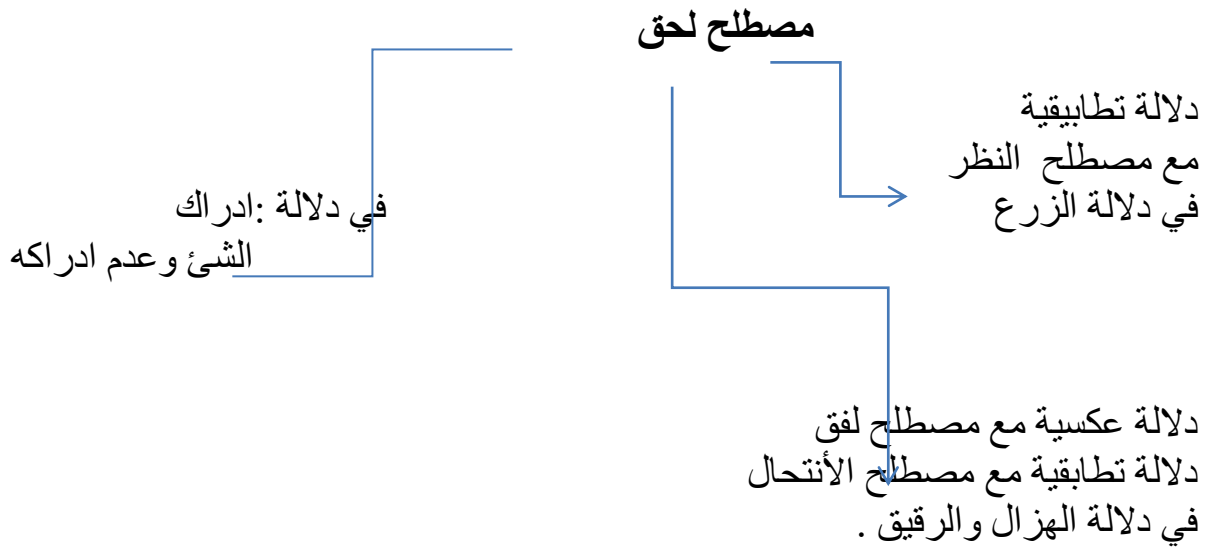 مصطلح لحق
دلالة تطابيقية
مع مصطلح النظر
في دلالة الزرع
في دلالة :ادراك
الشئ وعدم ادراكه
دلالة عكسية مع مصطلح لفق
دلالة تطابقية مع مصطلح الأنتحال
في دلالة الهزال والرقيق .